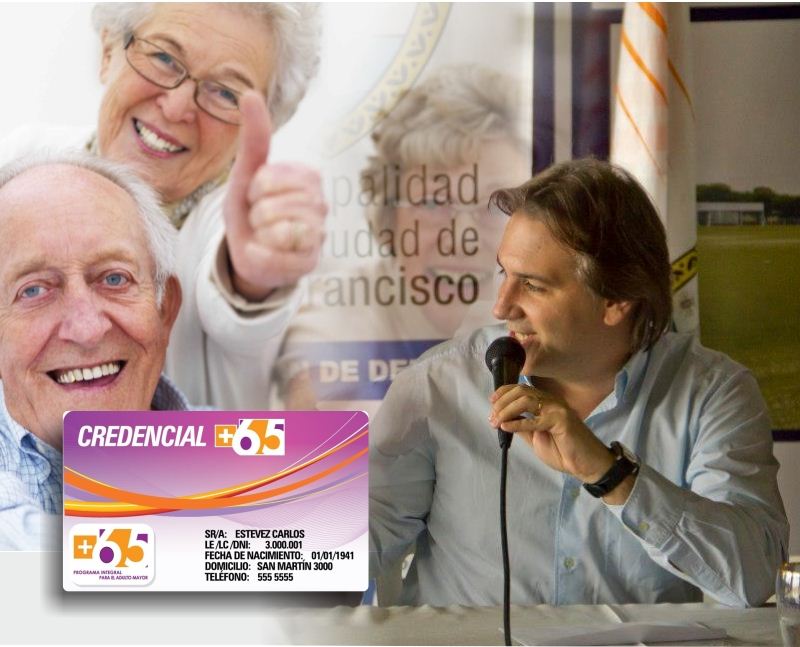 palidad
udad de
rancisco
DE DE
CREDENCIAL +65
+65
PROGRAMA INTEGRAL
PARA EL ADULTO MAYOR
SR/A: ESTEVEZ CARLOS
LE /LC /DNI: 3.000.001
FECHA DE NACIMIENTO: 01/01/1941
DOMICILIO: SAN MARTÍN 3000
TELÉFONO: 555 5555